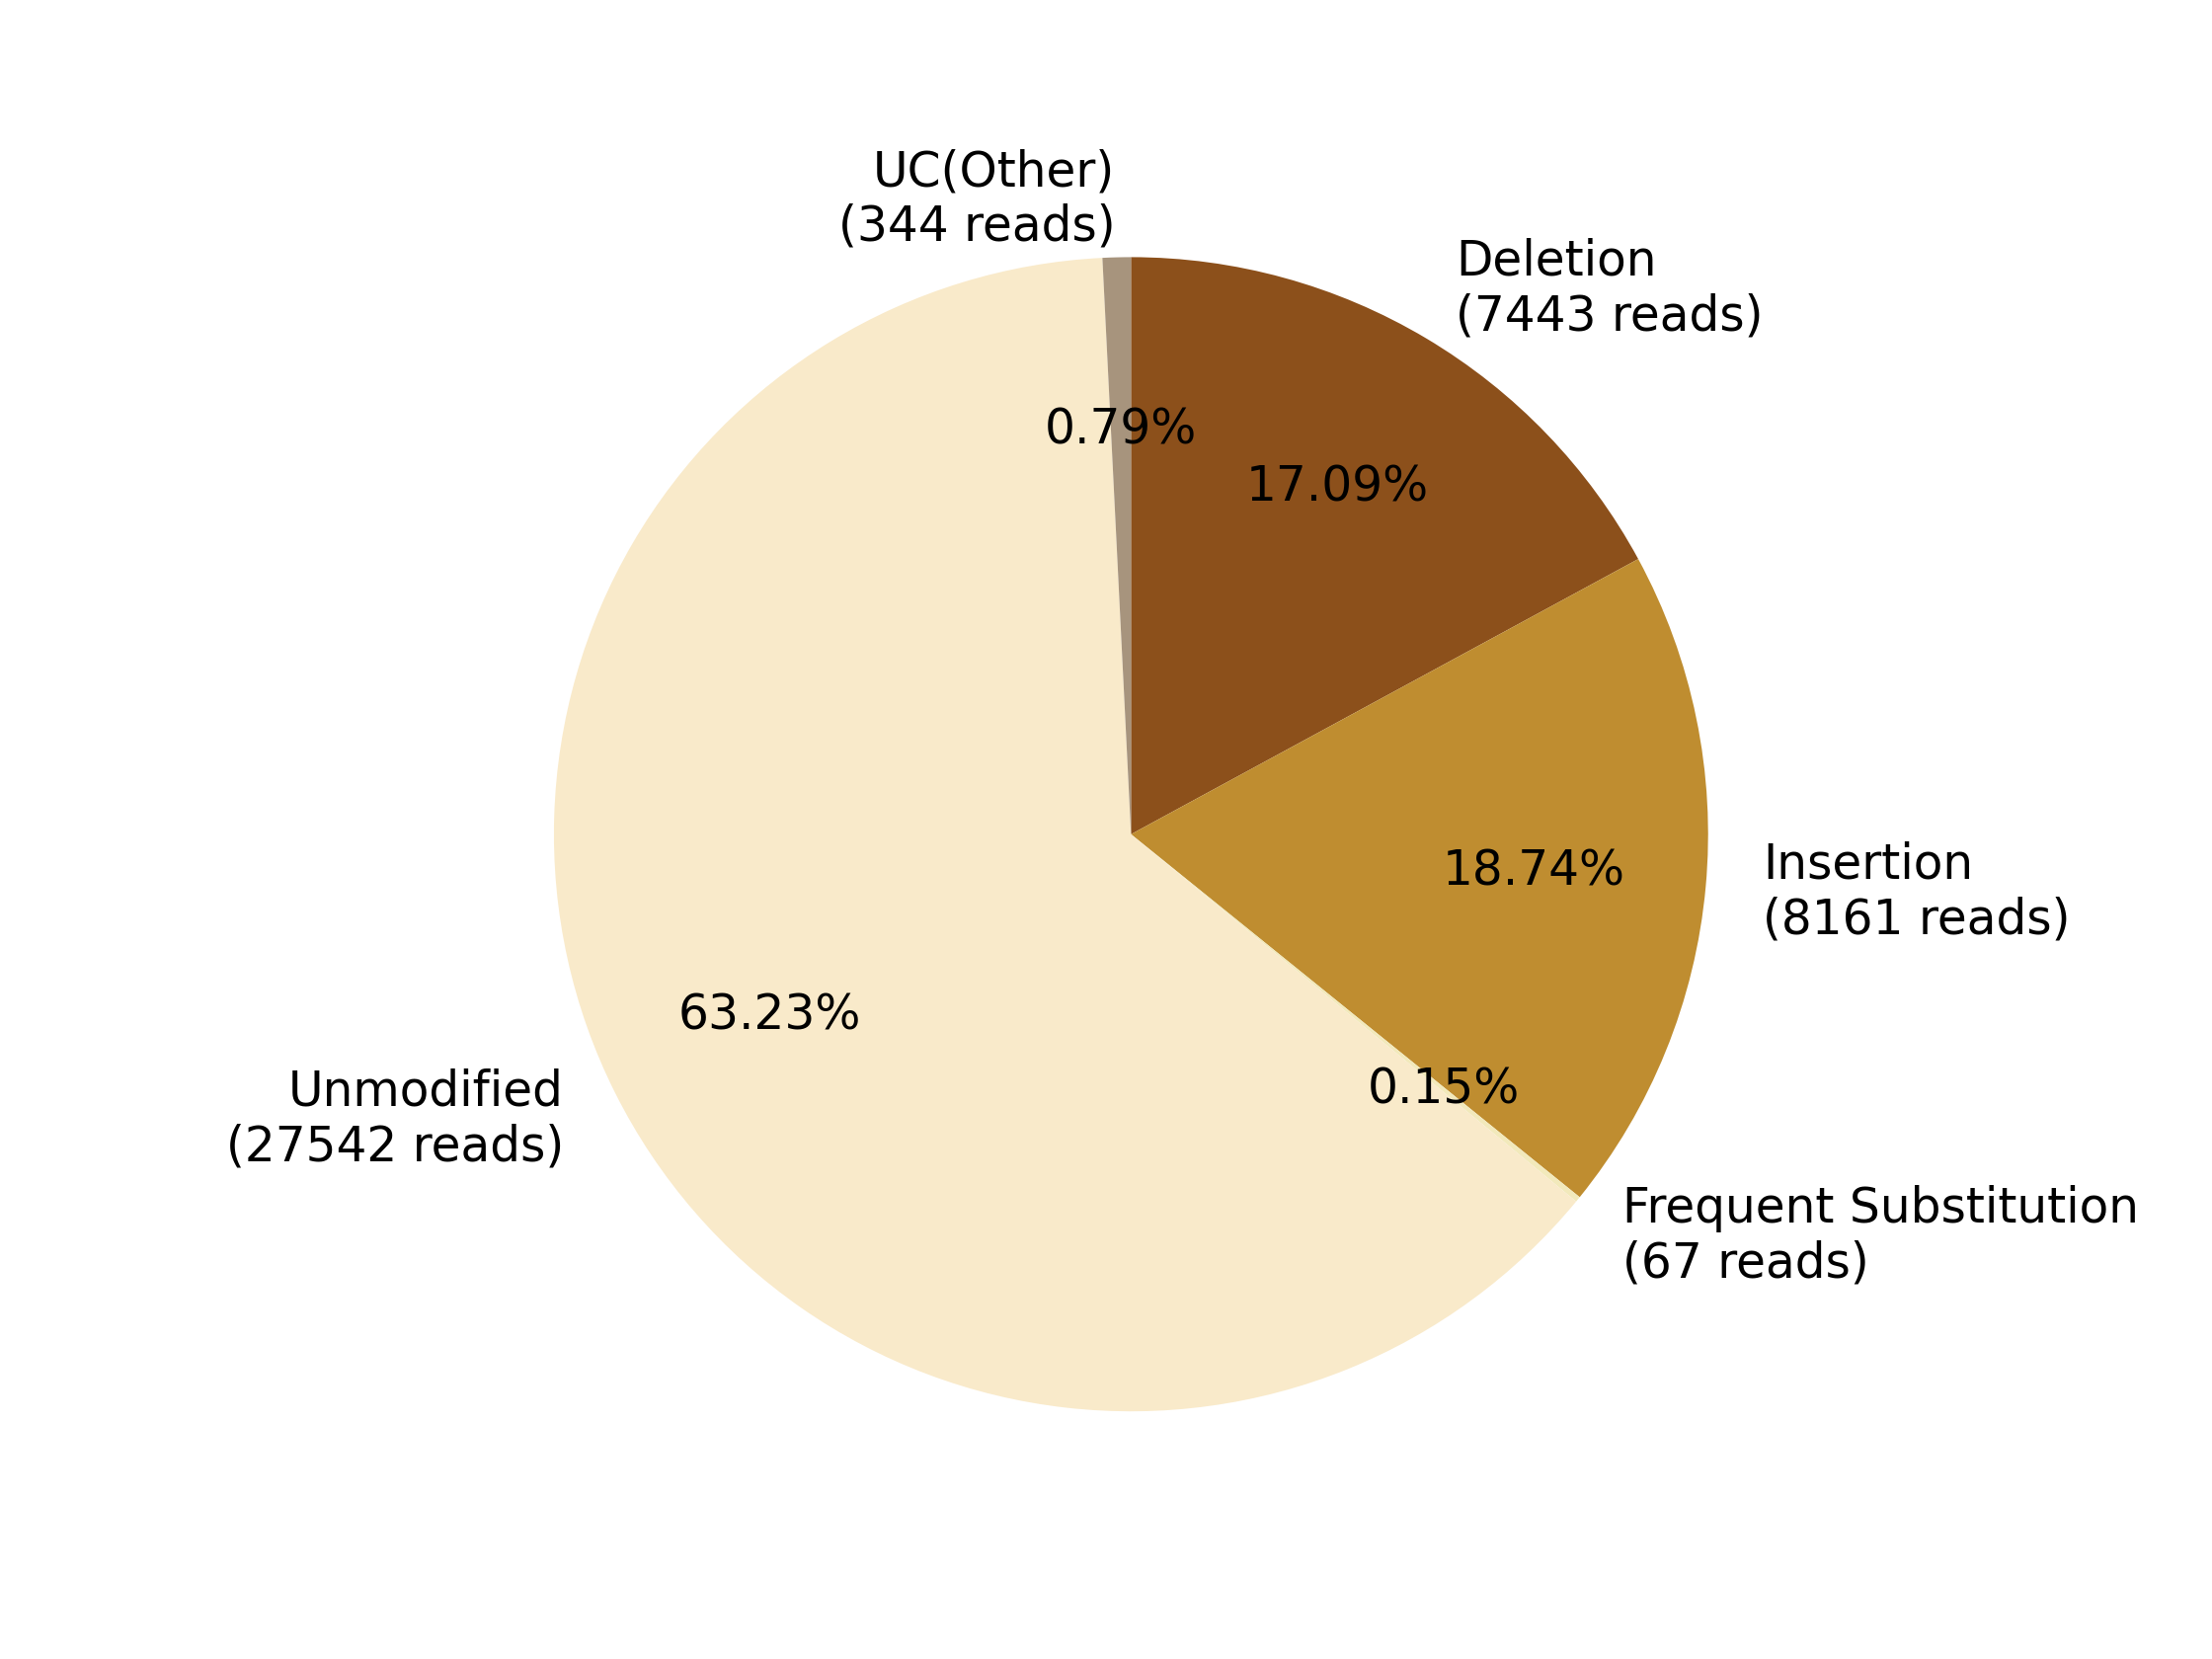 UC(Other)
(344 reads)
Deletion
(7443 reads)
0.79%
17.09%
Insertion
(8161 reads)
18.74%
63.23%
Unmodified
(27542 reads)
0.15%
Frequent Substitution
(67 reads)